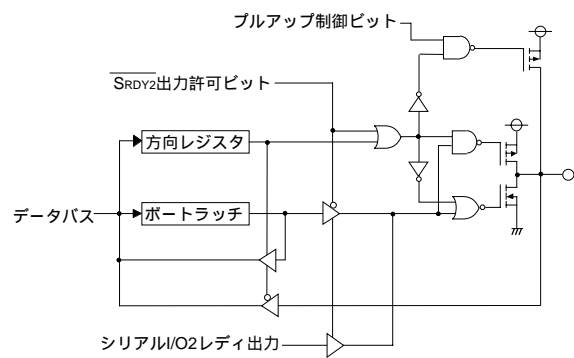 プルアップ制御ビット
SRDY2出力許可ビット
方向レジスタ
データバス
ポートラッチ
シリアルI/O2レディ出力